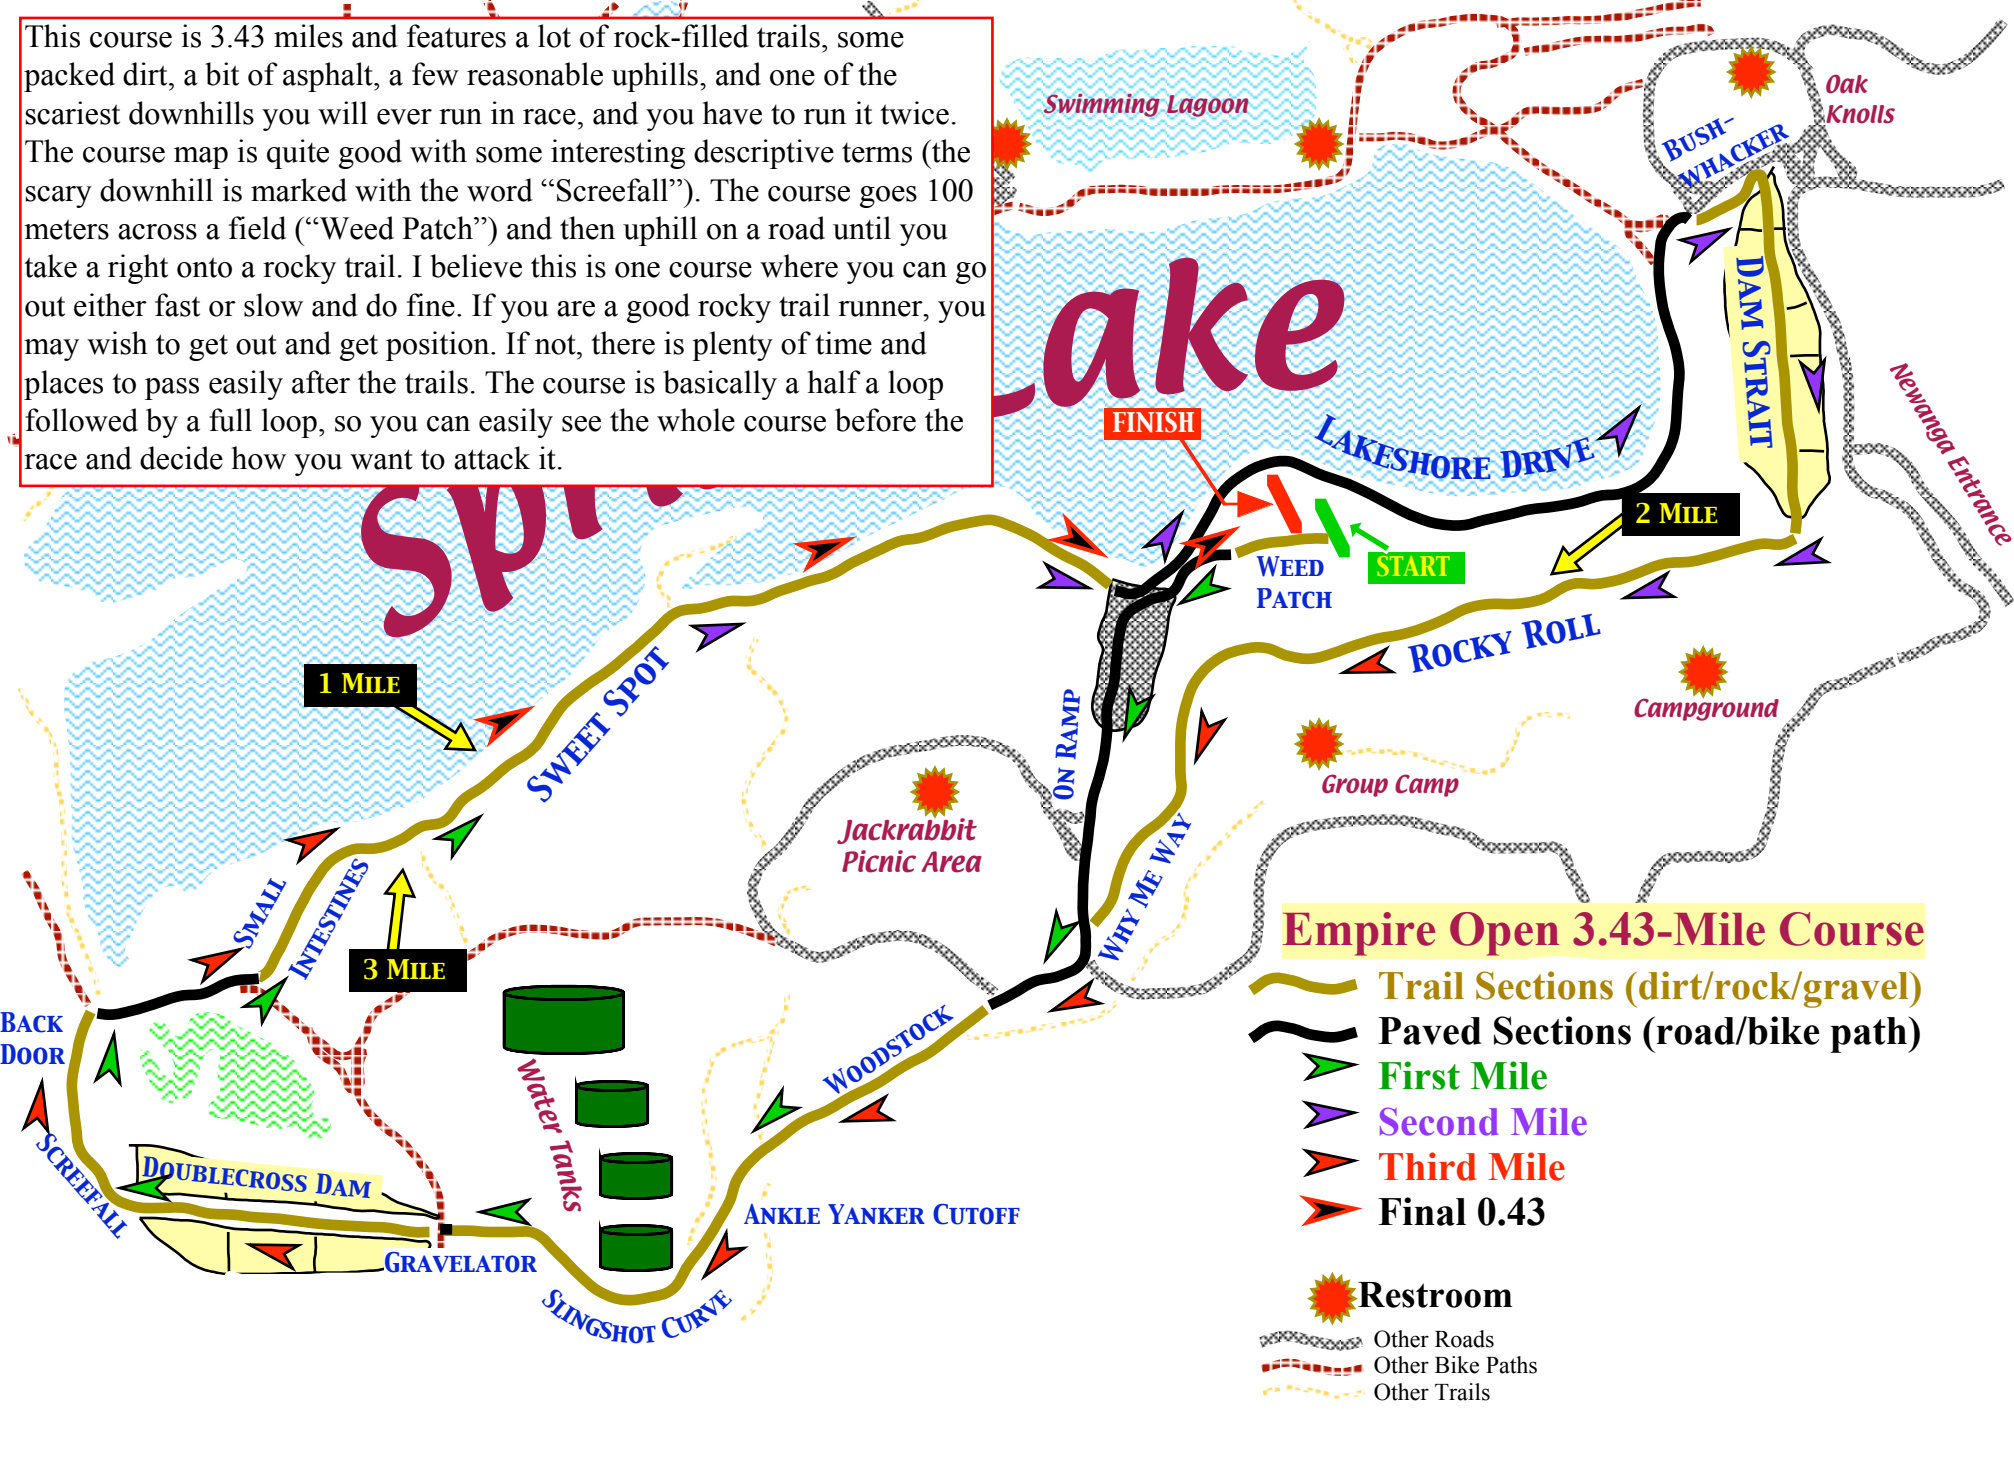 This course is 3.43 miles and features a lot of rock-filled trails, some
packed dirt, a bit of asphalt, a few reasonable uphills, and one of the
scariest downhills you will ever run in race, and you have to run it twice.
The course map is quite good with some interesting descriptive terms (the
scary downhill is marked with the word “Screefall”). The course goes 100
meters across a field (“Weed Patch”) and then uphill on a road until you
take a right onto a rocky trail. I believe this is one course where you can go
out either fast or slow and do fine. If you are a good rocky trail runner, you
may wish to get out and get position. If not, there is plenty of time and
places to pass easily after the trails. The course is basically a half a loop
followed by a full loop, so you can easily see the whole course before the
race and decide how you want to attack it.
Swimming Lagoon
Oak
Knolls
BUSH-
WHACKER
Lake
DAM STRAIT
Newanga Entrance
FINISH
LAKESHORE DRIVE
2 MILE
START
WEED
PATCH
ROCKY ROLL
1 MILE
SWEET SPOT
ON RAMP
Campground
Group Camp
Jackrabbit
Picnic Area
WHY ME WAY
SMALL
INTESTINES
3 MILE
BACK
DOOR
WOODSTOCK
Water Tanks
SCREEFALL
DOUBLECROSS DAM
ANKLE YANKER CUTOFF
GRAVELATOR
SLINGSHOT CURVE
Empire Open 3.43-Mile Course
Trail Sections (dirt/rock/gravel)
Paved Sections (road/bike path)
First Mile
Second Mile
Third Mile
Final 0.43
Restroom
Other Roads
Other Bike Paths
Other Trails